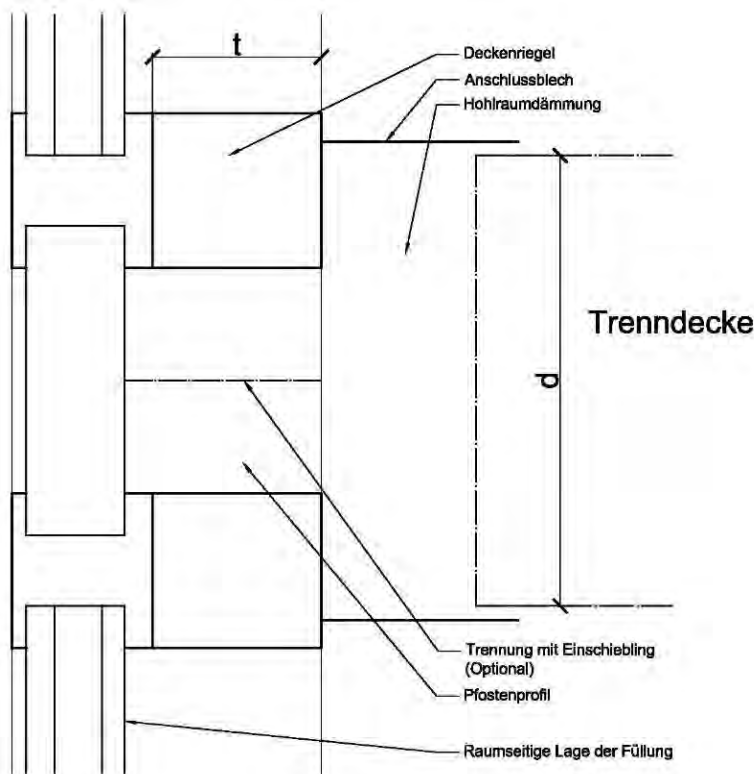 t
Deckenriegel
Anschlussblech
Hohlraumdämmung
Trenndecke
d
Trennung mit Einschiebling
(Optional)
Pfostenprofil
Raumseitige Lage der Füllung